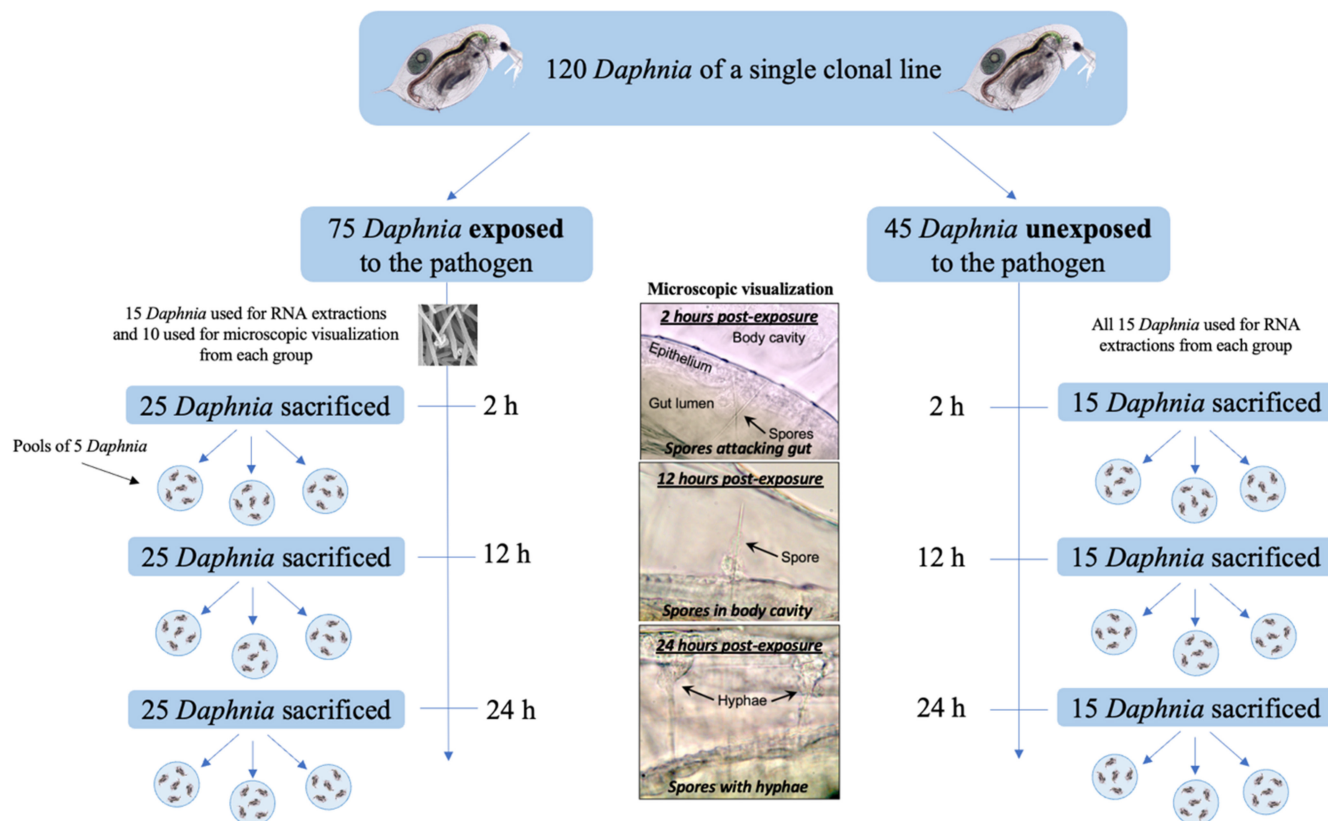 120 Daphnia of a single clonal line
75 Daphnia exposed
to the pathogen
45 Daphnia unexposed
to the pathogen
15 Daphnia used for RNA extractions
and 10 used for microscopic visualization
from each group
Microscopic visualization
All 15 Daphnia used for RNA
extractions from each group
2 hours post-exposure
Body cavity
Epithelium
Gut lumen
Spores
Spores attacking gut
25 Daphnia sacrificed
2 h
2 h
15 Daphnia sacrificed
Pools of 5 Daphnia
12 hours post-exposure
Spore
Spores in body cavity
25 Daphnia sacrificed
12 h
12 h
15 Daphnia sacrificed
24 hours post-exposure
Hyphae
Spores with hyphae
25 Daphnia sacrificed
24 h
24 h
15 Daphnia sacrificed